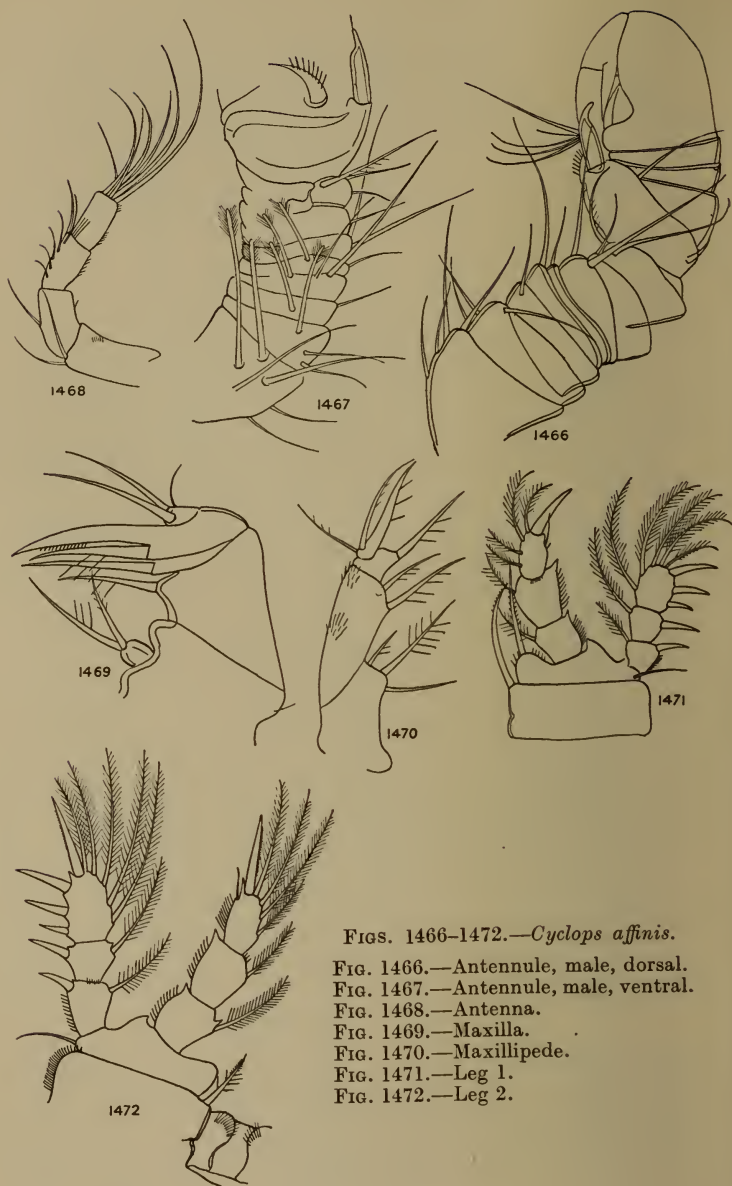 1468
1467
1466
1469
1470
1471
1472
FIGS. 1466–1472.—Cyclops affinis.
FIG. 1466.—Antennule, male, dorsal.
FIG. 1467.—Antennule, male, ventral.
FIG. 1468.—Antenna.
FIG. 1469.—Maxilla.
FIG. 1470.—Maxillipede.
FIG. 1471.—Leg 1.
FIG. 1472.—Leg 2.